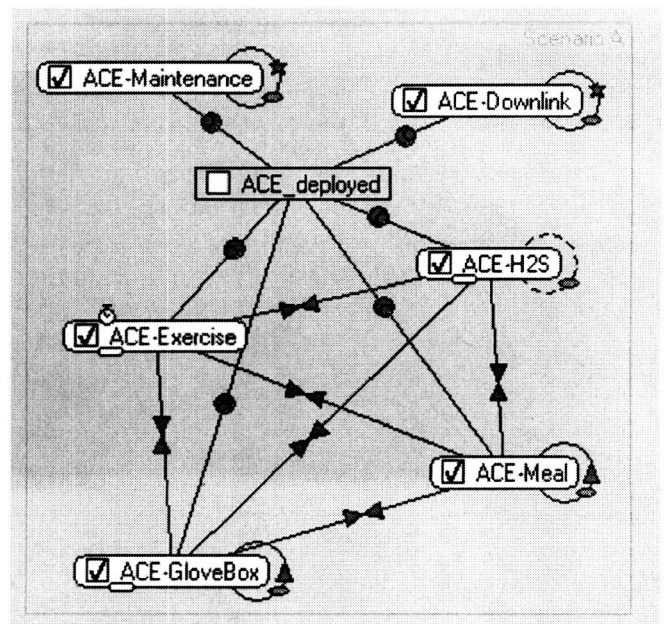 Scenario A
ACE-Maintenance
ACE-Downlink
ACE_deployed
ACE-H2S
ACE-Exercise
ACE-Meal
ACE-GloveBox